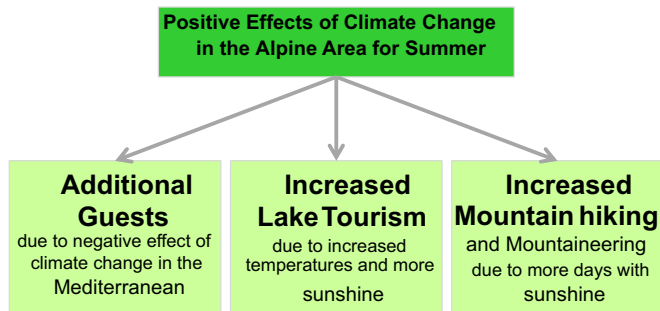 Positive Effects of Climate Change
in the Alpine Area for Summer
Additional
Guests
due to negative effect of
climate change in the
Mediterranean
Increased
Lake Tourism
due to increased
temperatures and more
sunshine
Increased
Mountain hiking
and Mountaineering
due to more days with
sunshine